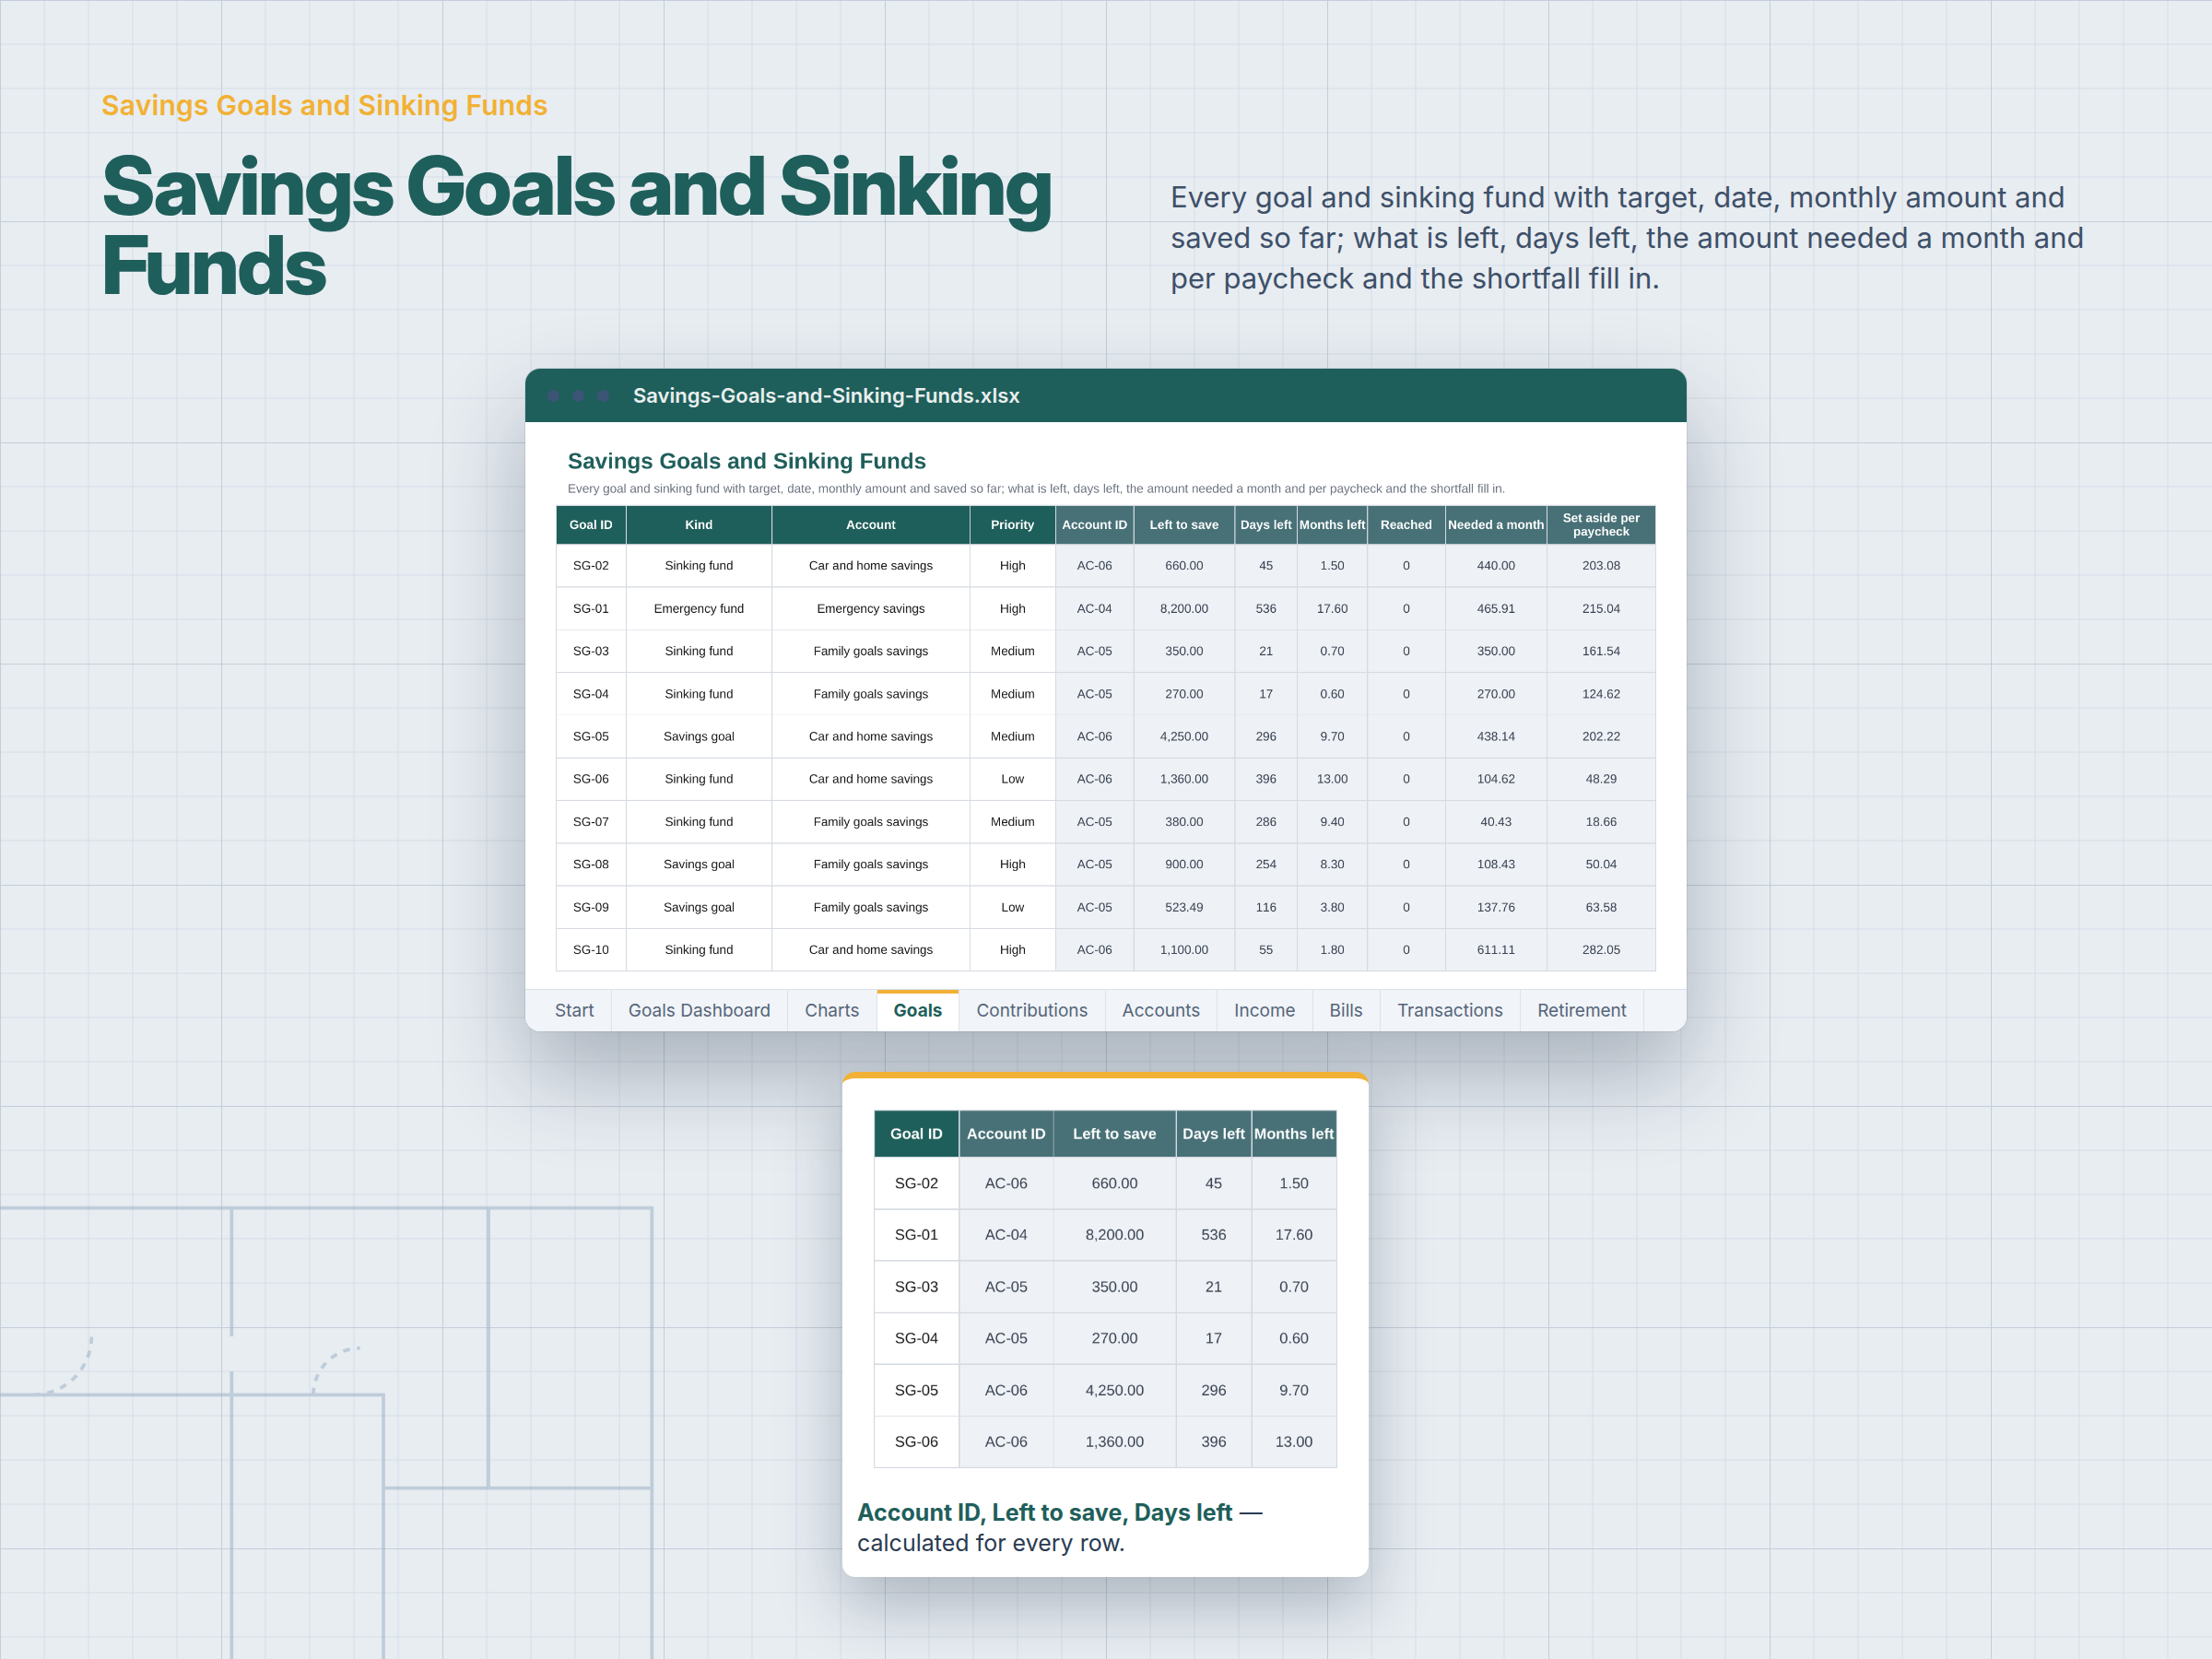 Savings Goals and Sinking Funds
Savings Goals and Sinking
Funds
Every goal and sinking fund with target, date, monthly amount and
saved so far; what is left, days left, the amount needed a month and
per paycheck and the shortfall fill in.
Savings-Goals-and-Sinking-Funds.xlsx
Savings Goals and Sinking Funds
Every goal and sinking fund with target, date, monthly amount and saved so far; what is left, days left, the amount needed a month and per paycheck and the shortfall fill in.
Goal ID Kind Account Priority Account ID Left to save Days left Months left Reached Needed a month Set aside per paycheck
SG-02 Sinking fund Car and home savings High AC-06 660.00 45 1.50 0 440.00 203.08
SG-01 Emergency fund Emergency savings High AC-04 8,200.00 536 17.60 0 465.91 215.04
SG-03 Sinking fund Family goals savings Medium AC-05 350.00 21 0.70 0 350.00 161.54
SG-04 Sinking fund Family goals savings Medium AC-05 270.00 17 0.60 0 270.00 124.62
SG-05 Savings goal Car and home savings Medium AC-06 4,250.00 296 9.70 0 438.14 202.22
SG-06 Sinking fund Car and home savings Low AC-06 1,360.00 396 13.00 0 104.62 48.29
SG-07 Sinking fund Family goals savings Medium AC-05 380.00 286 9.40 0 40.43 18.66
SG-08 Savings goal Family goals savings High AC-05 900.00 254 8.30 0 108.43 50.04
SG-09 Savings goal Family goals savings Low AC-05 523.49 116 3.80 0 137.76 63.58
SG-10 Sinking fund Car and home savings High AC-06 1,100.00 55 1.80 0 611.11 282.05
Start Goals Dashboard Charts Goals Contributions Accounts Income Bills Transactions Retirement
Goal ID Account ID Left to save Days left Months left
SG-02 AC-06 660.00 45 1.50
SG-01 AC-04 8,200.00 536 17.60
SG-03 AC-05 350.00 21 0.70
SG-04 AC-05 270.00 17 0.60
SG-05 AC-06 4,250.00 296 9.70
SG-06 AC-06 1,360.00 396 13.00
Account ID, Left to save, Days left —
calculated for every row.